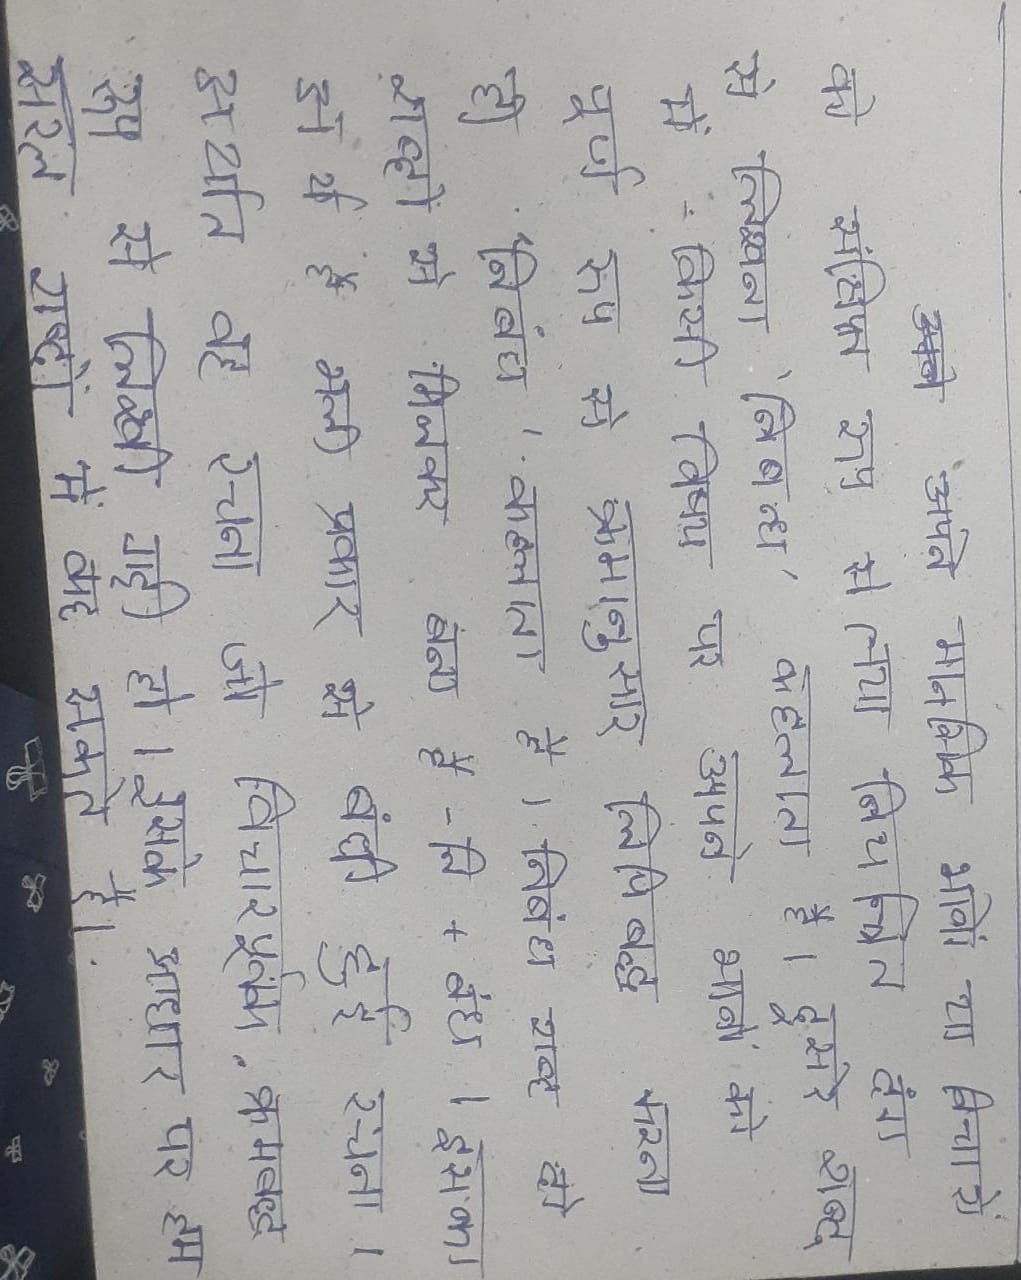 अपने मानसिक भावों या विचारों
को संक्षिप्त रूप से तथा नियन्त्रित ढंग
से लिखना 'निबन्ध' कहलाता है। दूसरे शब्द
में - किसी विषय पर अपने भावों को
पूर्ण रूप से क्रमानुसार लिपिबद्ध करना
ही 'निबंध' कहलाता है। निबंध शब्द दो
शब्दों से मिलकर बना है - नि + बंध। इसका
अर्थ है भली प्रकार से बंधी हुई रचना।
अर्थात वह रचना जो विचारपूर्वक, क्रमबद्ध
रूप से लिखी गही हो। इसके आधार पर हम
सरल शब्दों में कह सकते है।